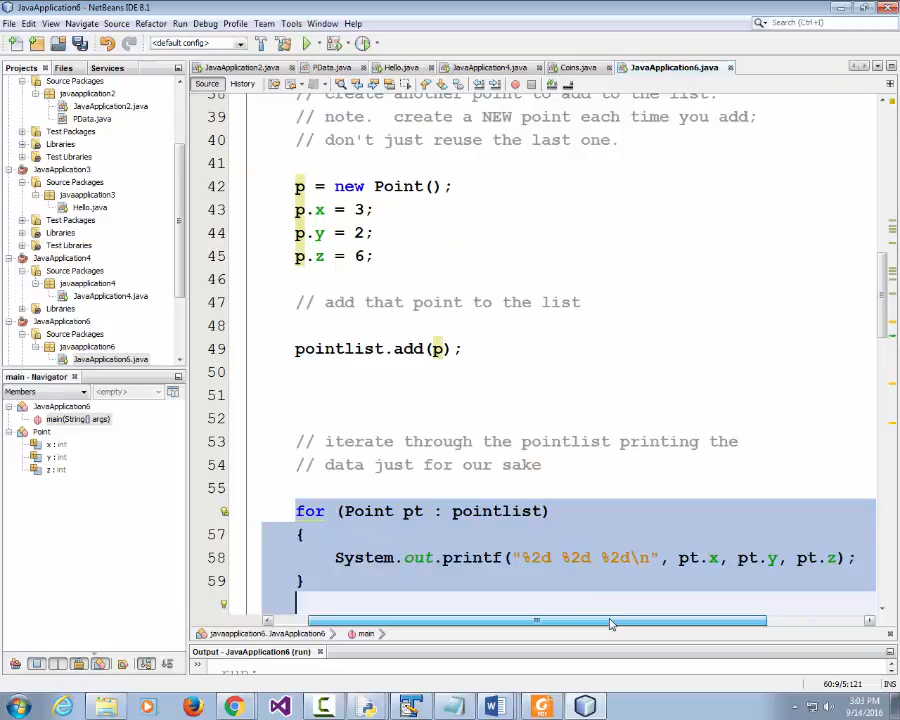 JavaApplication6 - NetBeans IDE 8.1
File Edit View Navigate Source Refactor Run Debug Profile Team Tools Window Help
Search (Ctrl+I)
<default config>
Projects Files Services
JavaApplication2.java PData.java Hello.java JavaApplication4.java Coins.java JavaApplication6.java
Source History
Source Packages
javaapplication2
JavaApplication2.java
PData.java
Test Packages
Libraries
Test Libraries
JavaApplication3
Source Packages
javaapplication3
Hello.java
Test Packages
Libraries
Test Libraries
JavaApplication4
Source Packages
javaapplication4
JavaApplication4.java
Libraries
JavaApplication6
Source Packages
javaapplication6
JavaApplication6.java
main - Navigator
Members <empty>
JavaApplication6
main(String[] args)
Point
x : int
y : int
z : int
38 // create another point to add to the list.
39 // note. create a NEW point each time you add;
40 // don't just reuse the last one.
41
42 p = new Point();
43 p.x = 3;
44 p.y = 2;
45 p.z = 6;
46
47 // add that point to the list
48
49 pointlist.add(p);
50
51
52
53 // iterate through the pointlist printing the
54 // data just for our sake
55
for (Point pt : pointlist)
57 {
58 System.out.printf("%2d %2d %2d\n", pt.x, pt.y, pt.z);
59 }
javaapplication6.JavaApplication6 main
Output - JavaApplication6 (run)
run:
60:9/5:121 INS
3:03 PM
9/14/2016